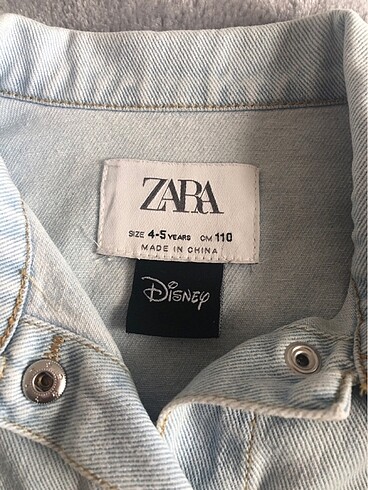 ZARA
SIZE 4-5 YEARS CM 110
MADE IN CHINA
Disney